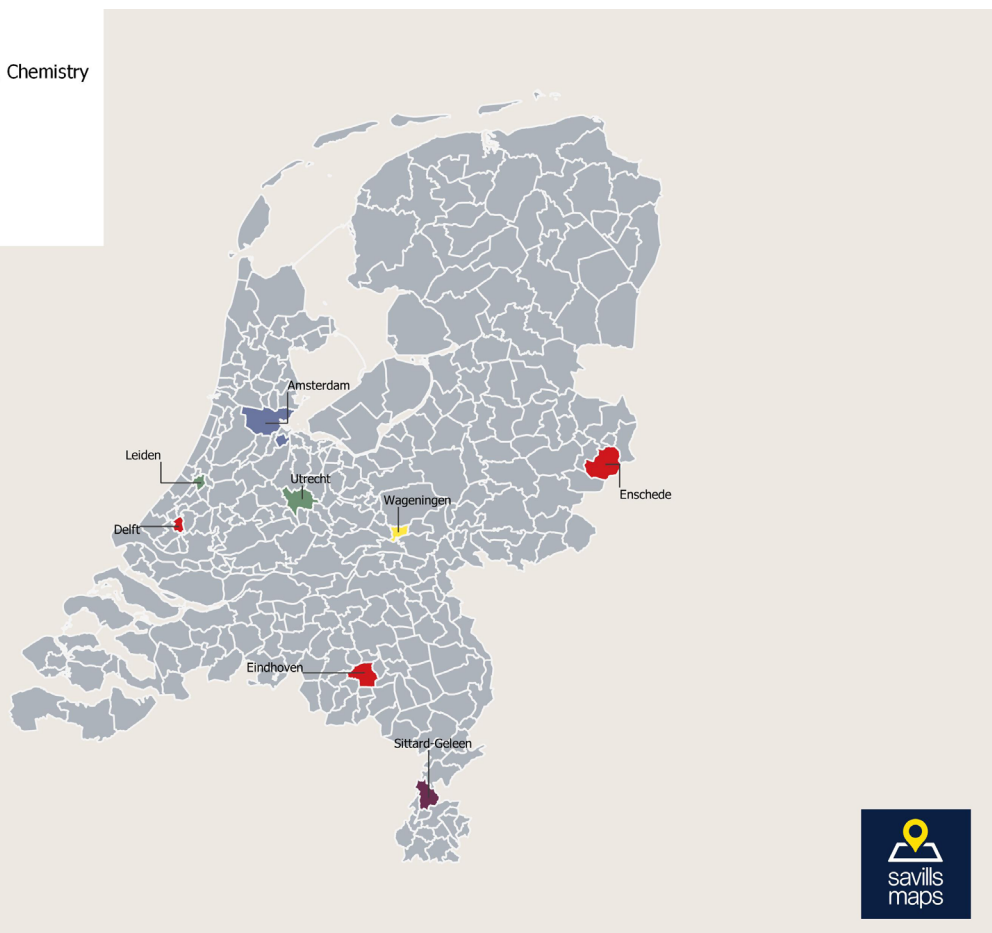 Chemistry
Amsterdam
Leiden
Utrecht
Enschede
Wageningen
Delft
Eindhoven
Sittard-Geleen
savills
maps